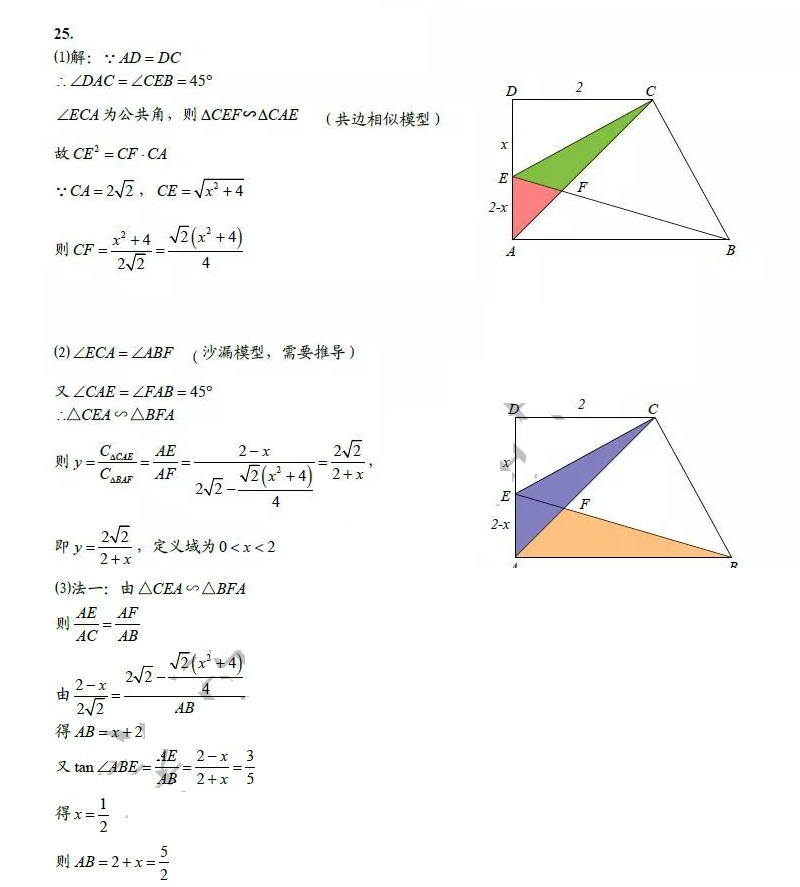 25.
(1)解：∵ AD = DC
∴ ∠DAC = ∠CEB = 45°
∠ECA 为公共角，则 ΔCEF∽ΔCAE （共边相似模型）
故 CE² = CF · CA
∵ CA = 2√2 ， CE = √(x² + 4)
则 CF = (x² + 4)/(2√2) = √2(x² + 4)/4
D 2 C
x
E F
2-x
A B
(2) ∠ECA = ∠ABF （沙漏模型，需要推导）
又 ∠CAE = ∠FAB = 45°
∴△CEA ∽ △BFA
则 y = C_ΔCAE/C_ΔBAF = AE/AF = (2 − x)/(2√2 − √2(x² + 4)/4) = 2√2/(2 + x) ，
即 y = 2√2/(2 + x) ，定义域为 0 < x < 2
D 2 C
x
E F
2-x
A B
(3)法一：由 △CEA ∽ △BFA
则 AE/AC = AF/AB
由 (2 − x)/(2√2) = (2√2 − √2(x² + 4)/4)/AB
得 AB = x + 2
又 tan ∠ABE = AE/AB = (2 − x)/(2 + x) = 3/5
得 x = 1/2
则 AB = 2 + x = 5/2